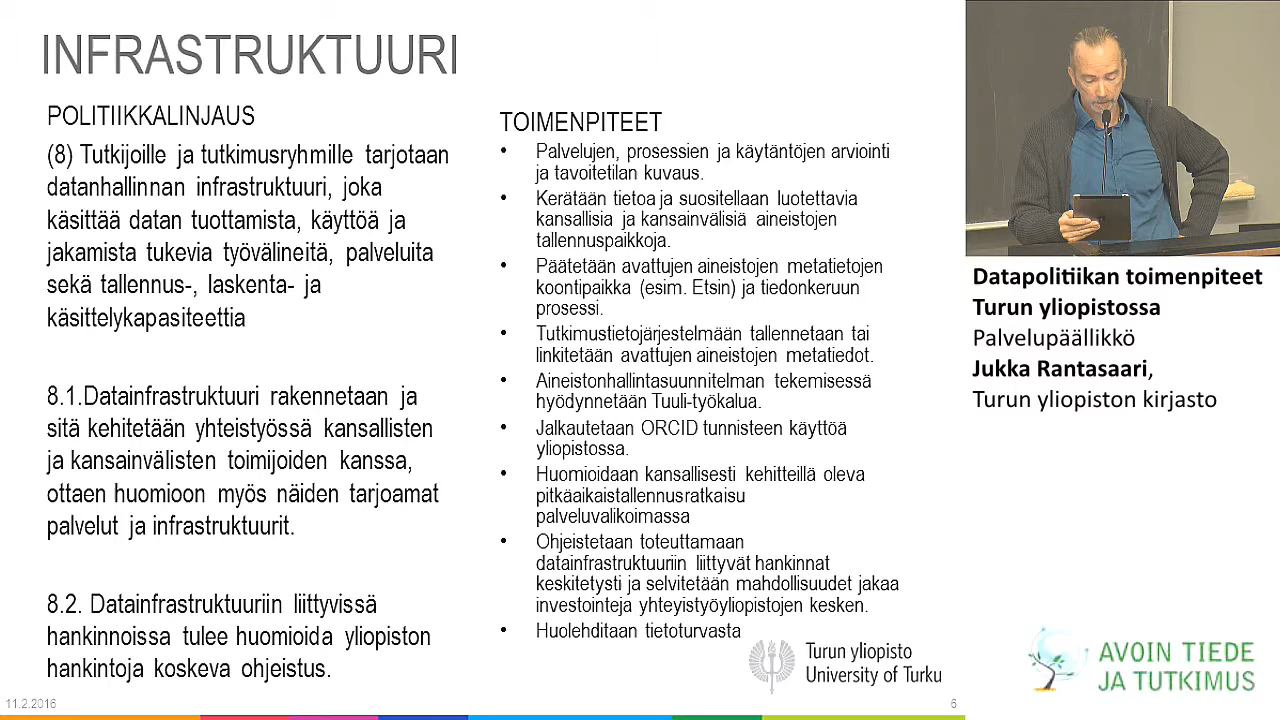 INFRASTRUKTUURI
POLITIIKKALINJAUS
(8) Tutkijoille ja tutkimusryhmille tarjotaan
datanhallinnan infrastruktuuri, joka
käsittää datan tuottamista, käyttöä ja
jakamista tukevia työvälineitä, palveluita
sekä tallennus-, laskenta- ja
käsittelykapasiteettia
8.1.Datainfrastruktuuri rakennetaan ja
sitä kehitetään yhteistyössä kansallisten
ja kansainvälisten toimijoiden kanssa,
ottaen huomioon myös näiden tarjoamat
palvelut ja infrastruktuurit.
8.2. Datainfrastruktuuriin liittyvissä
hankinnoissa tulee huomioida yliopiston
hankintoja koskeva ohjeistus.
TOIMENPITEET
• Palvelujen, prosessien ja käytäntöjen arviointi
ja tavoitetilan kuvaus.
• Kerätään tietoa ja suositellaan luotettavia
kansallisia ja kansainvälisiä aineistojen
tallennuspaikkoja.
• Päätetään avattujen aineistojen metatietojen
koontipaikka (esim. Etsin) ja tiedonkeruun
prosessi.
• Tutkimustietojärjestelmään tallennetaan tai
linkitetään avattujen aineistojen metatiedot.
• Aineistonhallintasuunnitelman tekemisessä
hyödynnetään Tuuli-työkalua.
• Jalkautetaan ORCID tunnisteen käyttöä
yliopistossa.
• Huomioidaan kansallisesti kehitteillä oleva
pitkäaikaistallennusratkaisu
palveluvalikoimassa
• Ohjeistetaan toteuttamaan
datainfrastruktuuriin liittyvät hankinnat
keskitetysti ja selvitetään mahdollisuudet jakaa
investointeja yhteyistyöyliopistojen kesken.
• Huolehditaan tietoturvasta
Turun yliopisto
University of Turku
11.2.2016
6
Datapolitiikan toimenpiteet
Turun yliopistossa
Palvelupäällikkö
Jukka Rantasaari,
Turun yliopiston kirjasto
AVOIN TIEDE
JA TUTKIMUS